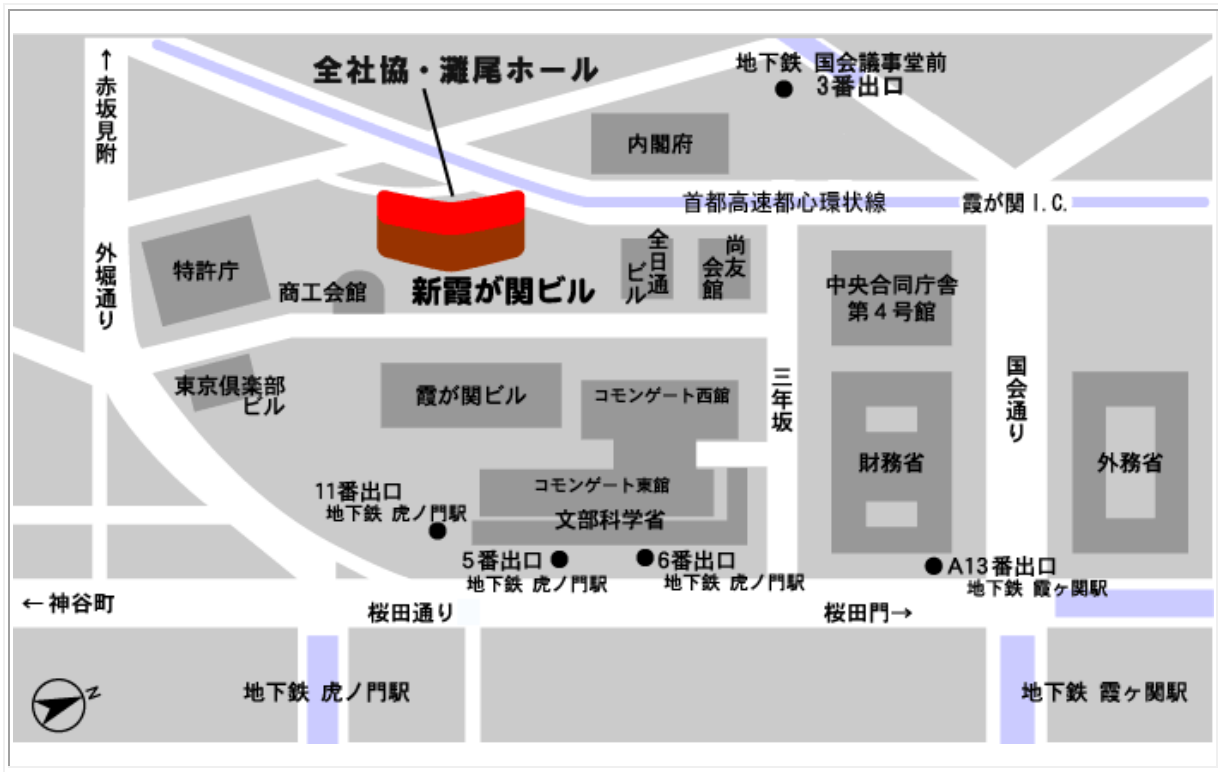 ↑赤坂見附
全社協・灘尾ホール
地下鉄 国会議事堂前
3番出口
内閣府
首都高速都心環状線
霞が関 I.C.
外堀通り
特許庁
商工会館
新霞が関ビル
全日通
ビル
尚友
会館
中央合同庁舎
第４号館
東京倶楽部
ビル
霞が関ビル
コモンゲート西館
三年坂
国会通り
財務省
外務省
コモンゲート東館
文部科学省
11番出口
地下鉄 虎ノ門駅
5番出口
地下鉄 虎ノ門駅
6番出口
地下鉄 虎ノ門駅
A13番出口
地下鉄 霞ヶ関駅
←神谷町
桜田通り
桜田門→
地下鉄 虎ノ門駅
地下鉄 霞ヶ関駅
N